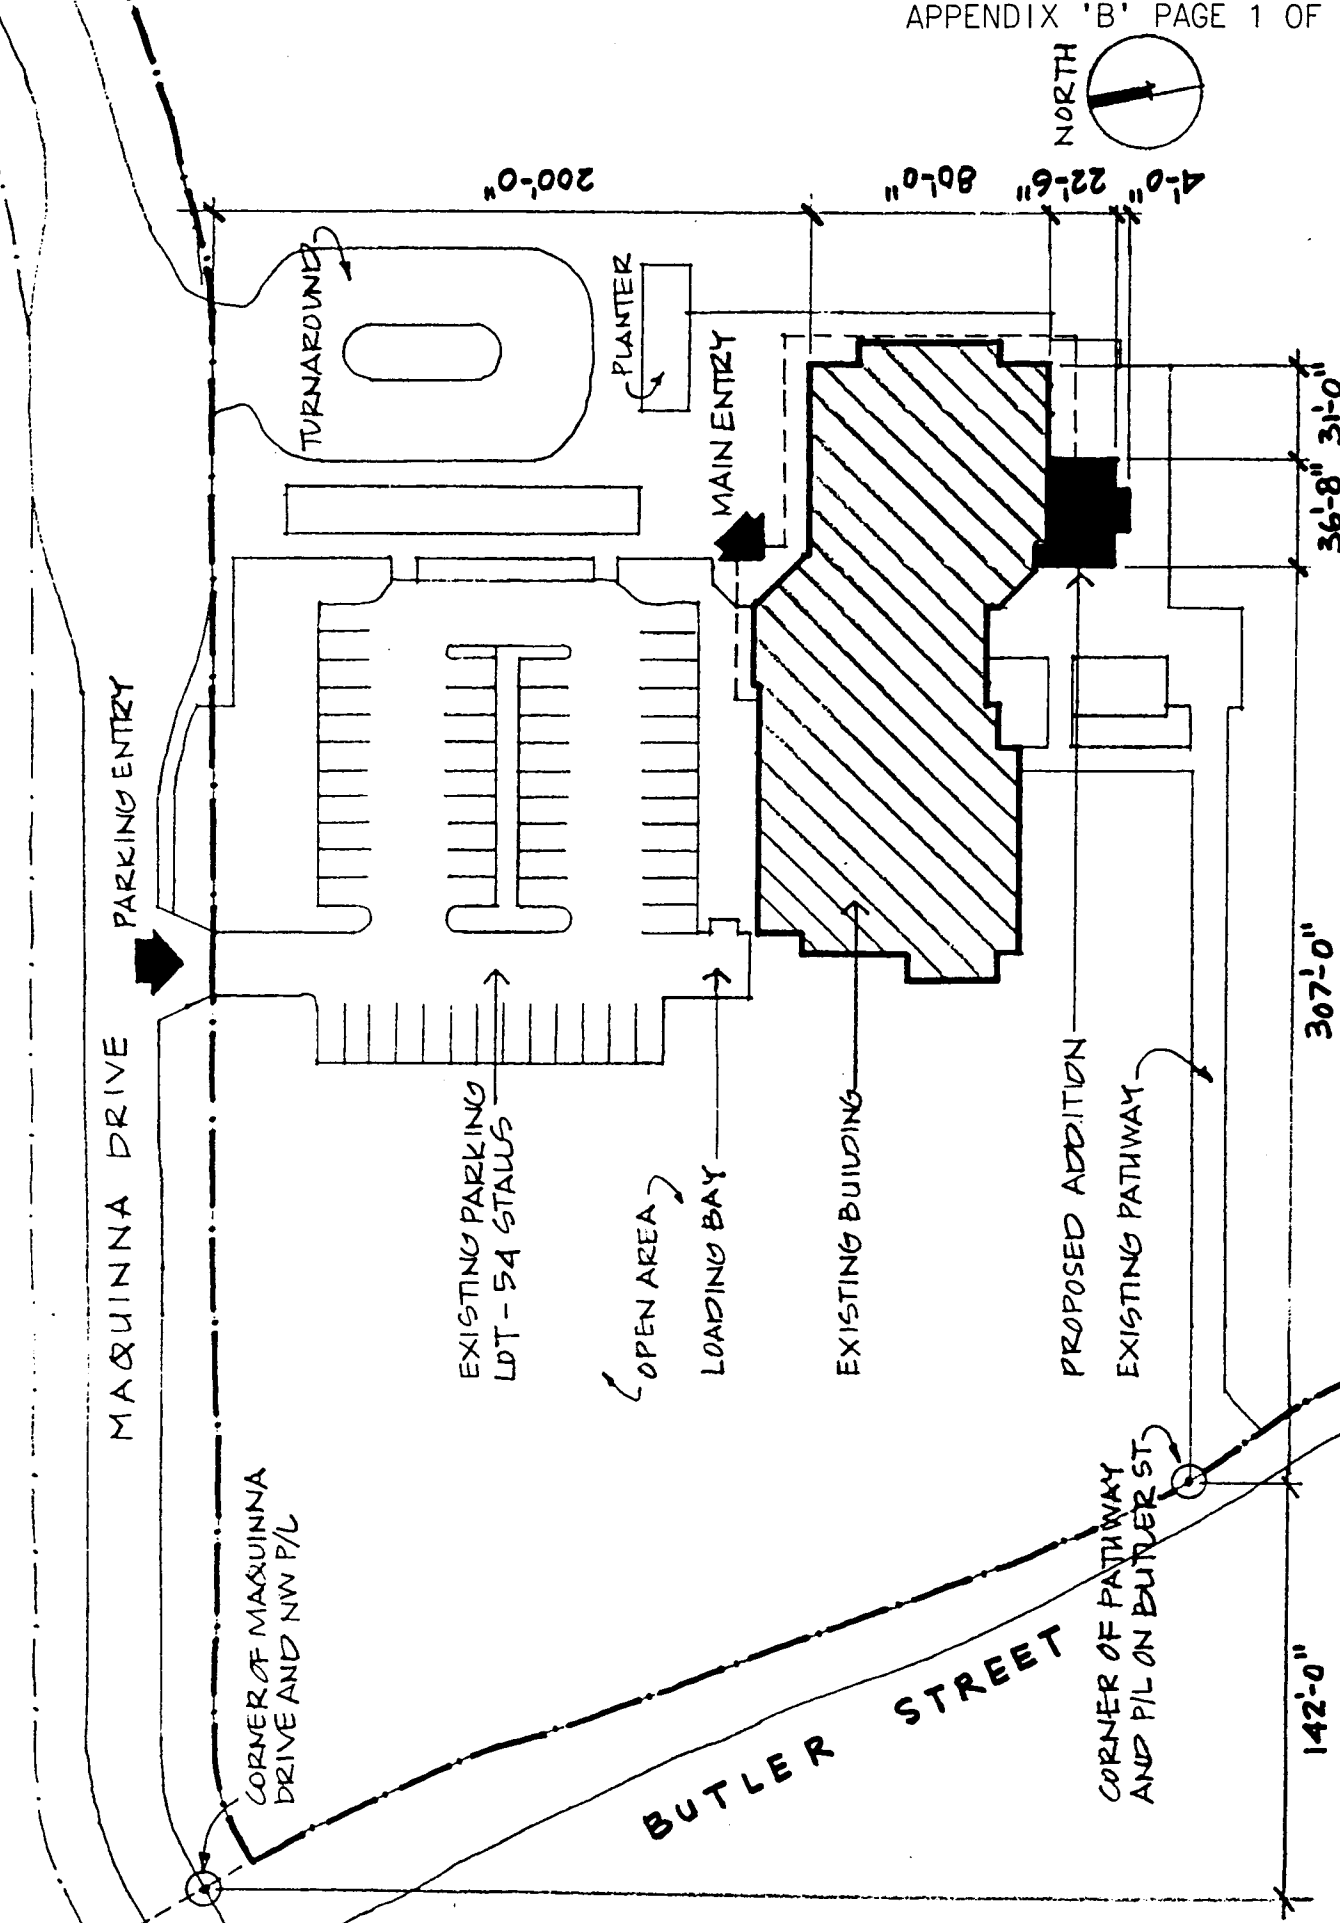 APPENDIX 'B' PAGE 1 OF
NORTH
200'-0"
80'-0"
22'-6"
4'-0"
TURNAROUND
PLANTER
MAIN ENTRY
PARKING ENTRY
MAQUINNA DRIVE
EXISTING PARKING
LOT - 54 STALLS
OPEN AREA
LOADING BAY
EXISTING BUILDING
PROPOSED ADDITION
EXISTING PATHWAY
CORNER OF MAQUINNA
DRIVE AND NW P/L
BUTLER STREET
CORNER OF PATHWAY
AND P/L ON BUTLER ST
31'-0"
36'-8"
307'-0"
142'-0"